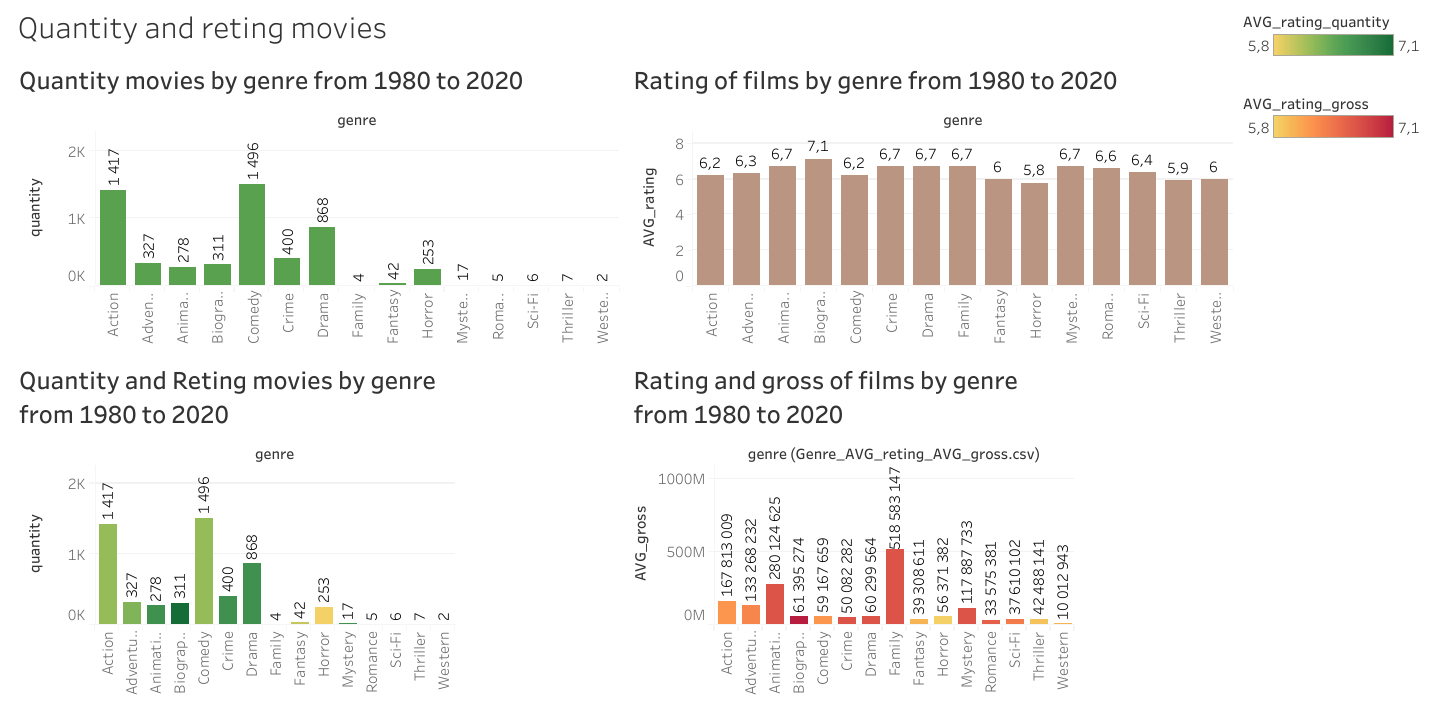 Quantity and reting movies
AVG_rating_quantity
5,8 7,1
AVG_rating_gross
5,8 7,1
Quantity movies by genre from 1980 to 2020
genre
quantity
2K
1K
0K
1 417 327 278 311 1 496 400 868 4 42 253 17 5 6 7 2
Action Adven.. Anima.. Biogra.. Comedy Crime Drama Family Fantasy Horror Myste.. Roma.. Sci-Fi Thriller Weste..
Rating of films by genre from 1980 to 2020
genre
AVG_rating
8
6
4
2
0
6,2 6,3 6,7 7,1 6,2 6,7 6,7 6,7 6 5,8 6,7 6,6 6,4 5,9 6
Action Adven.. Anima.. Biogra.. Comedy Crime Drama Family Fantasy Horror Myste.. Roma.. Sci-Fi Thriller Weste..
Quantity and Reting movies by genre
from 1980 to 2020
genre
quantity
2K
1K
0K
1 417 327 278 311 1 496 400 868 4 42 253 17 5 6 7 2
Action Adventu.. Animati.. Biograp.. Comedy Crime Drama Family Fantasy Horror Mystery Romance Sci-Fi Thriller Western
Rating and gross of films by genre
from 1980 to 2020
genre (Genre_AVG_reting_AVG_gross.csv)
AVG_gross
1000M
500M
0M
167 813 009 133 268 232 280 124 625 61 395 274 59 167 659 50 082 282 60 299 564 518 583 147 39 308 611 56 371 382 117 887 733 33 575 381 37 610 102 42 488 141 10 012 943
Action Adventu.. Animati.. Biograp.. Comedy Crime Drama Family Fantasy Horror Mystery Romance Sci-Fi Thriller Western